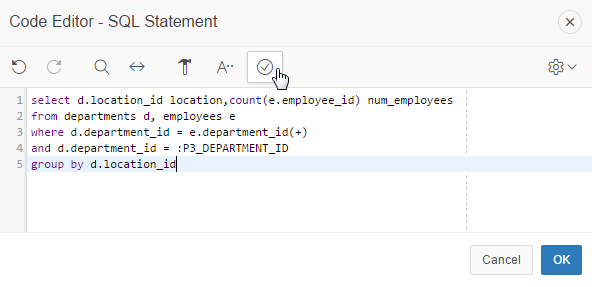 Code Editor - SQL Statement
A··
1 select d.location_id location,count(e.employee_id) num_employees
2 from departments d, employees e
3 where d.department_id = e.department_id(+)
4 and d.department_id = :P3_DEPARTMENT_ID
5 group by d.location_id
Cancel OK